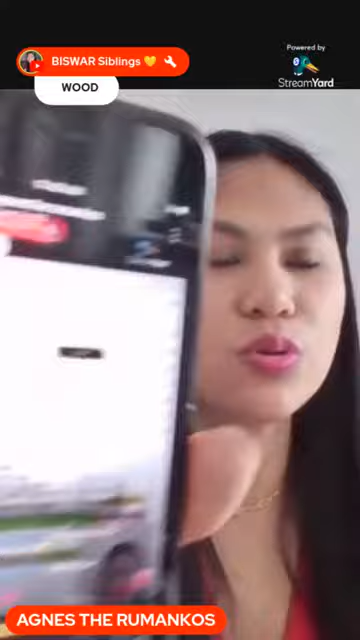 Powered by
BISWAR Siblings 💛 🔧
StreamYard
WOOD
AGNES THE RUMANKOS